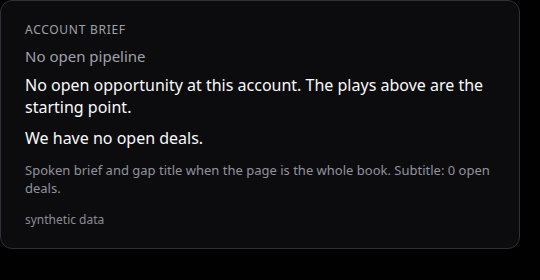 ACCOUNT BRIEF
No open pipeline
No open opportunity at this account. The plays above are the
starting point.
We have no open deals.
Spoken brief and gap title when the page is the whole book. Subtitle: 0 open
deals.
synthetic data